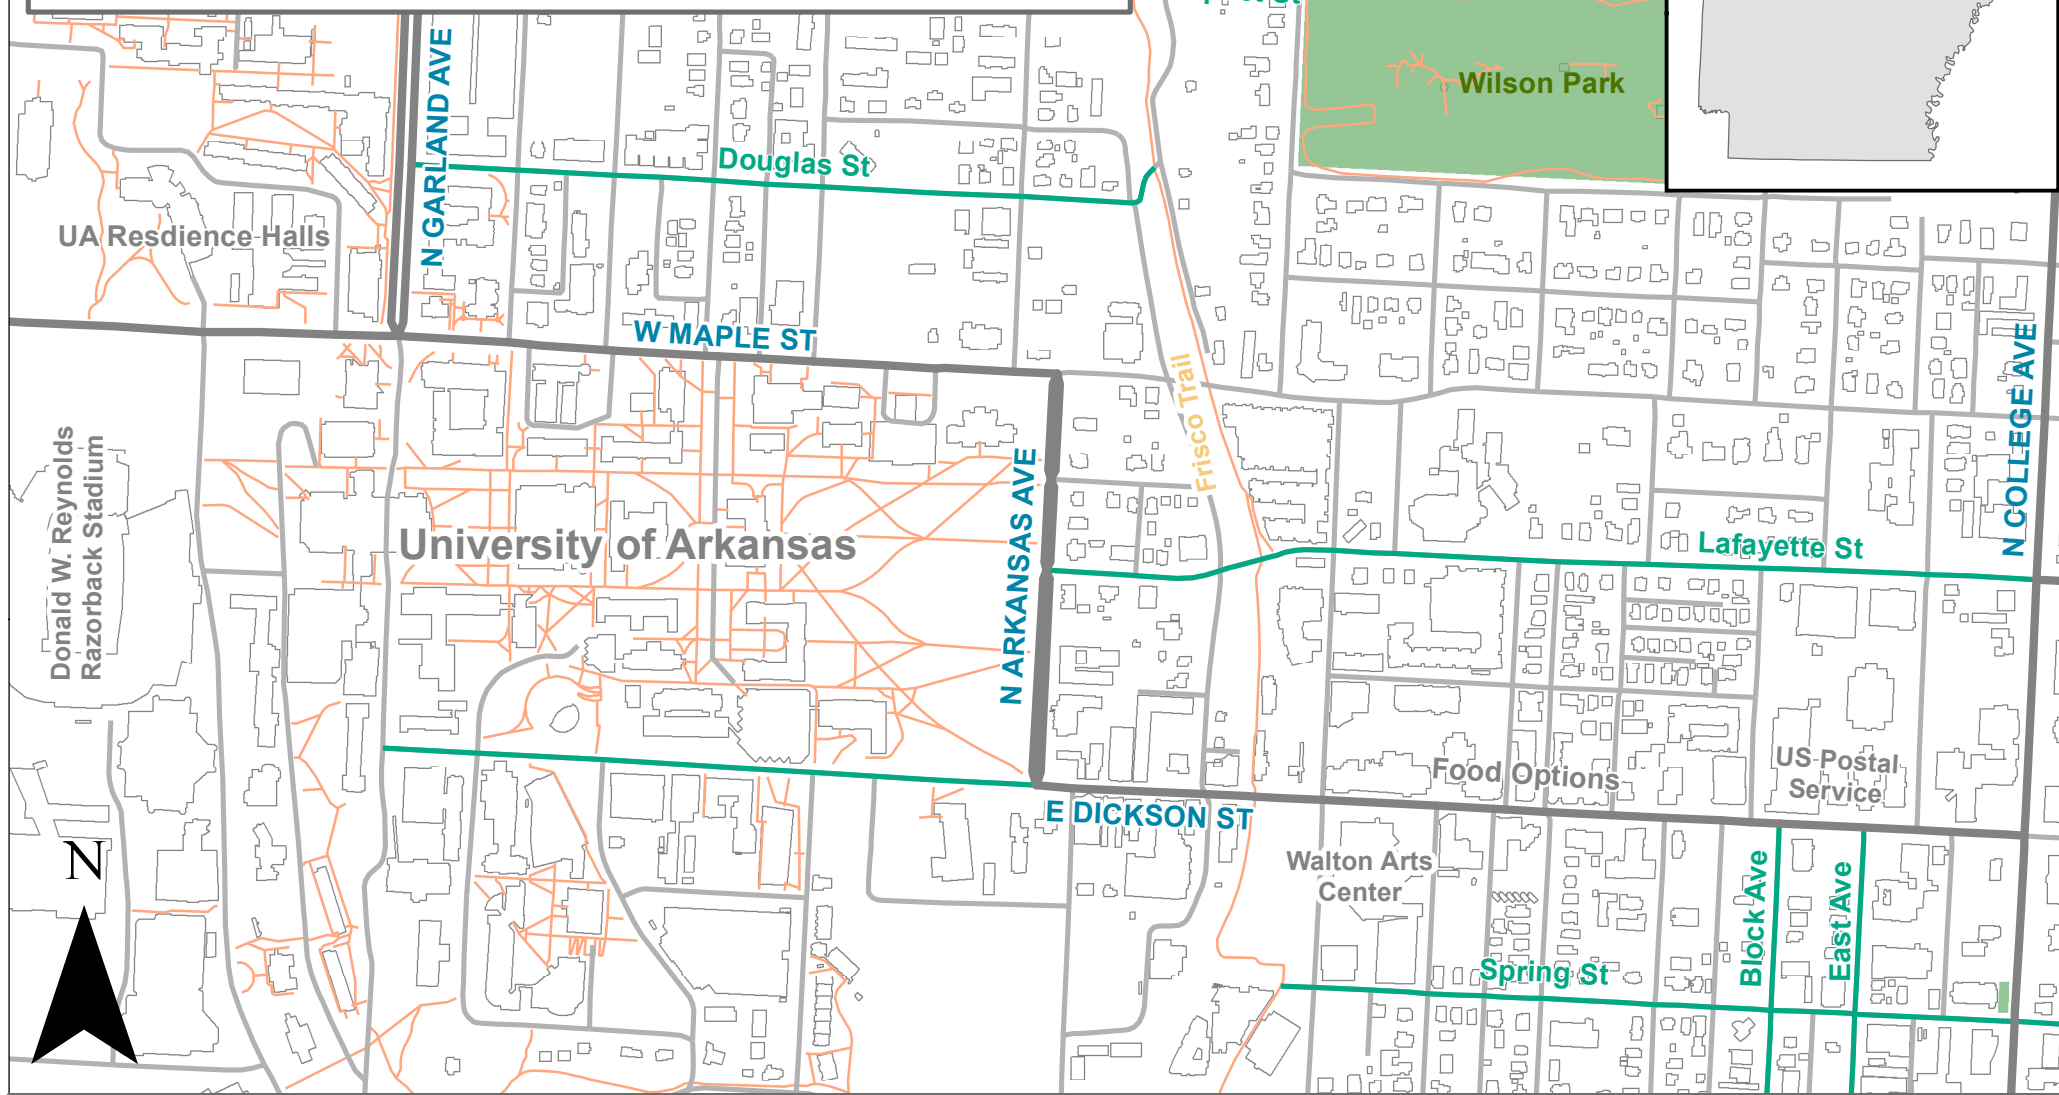 Wilson Park
N GARLAND AVE
Douglas St
UA Resdience Halls
W MAPLE ST
Frisco Trail
N COLLEGE AVE
Donald W. Reynolds
Razorback Stadium
University of Arkansas
N ARKANSAS AVE
Lafayette St
Food Options
US Postal
Service
E DICKSON ST
N
Walton Arts
Center
Block Ave
East Ave
Spring St